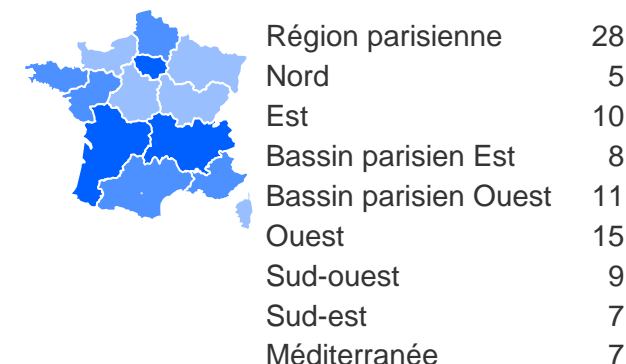 Région parisienne 28
Nord 5
Est 10
Bassin parisien Est 8
Bassin parisien Ouest 11
Ouest 15
Sud-ouest 9
Sud-est 7
Méditerranée 7